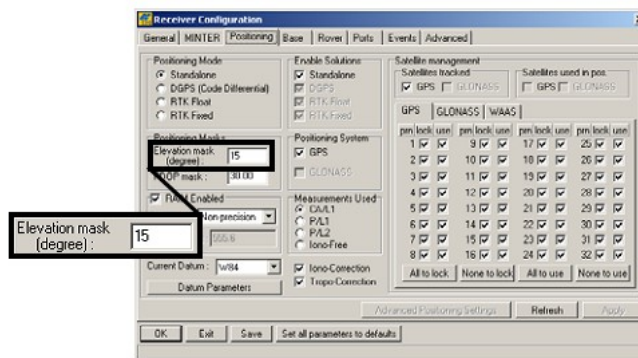 Receiver Configuration
General MINTER Positioning Base Rover Ports Events Advanced
Positioning Mode
Standalone
DGPS (Code Differential)
RTK Float
RTK Fixed
Enable Solutions
Standalone
DGPS
RTK Float
RTK Fixed
Satellite management
Satellites tracked
GPS GLONASS
Satellites used in pos.
GPS GLONASS
GPS GLONASS WAAS
prn lock use prn lock use prn lock use prn lock use
1 9 17 25
2 10 18 26
3 11 19 27
4 12 20 28
5 13 21 29
6 14 22 30
7 15 23 31
8 16 24 32
All to lock None to lock All to use None to use
Positioning Masks
Elevation mask
(degree) : 15
PDOP mask : 30.00
Positioning System
GPS
GLONASS
RAIM Enabled
Non-precision
555.6
Measurements Used
CA/L1
P/L1
P/L2
Iono-Free
Elevation mask
(degree) : 15
Current Datum : W84
Datum Parameters
Iono-Correction
Tropo-Correction
Advanced Positioning Settings Refresh Apply
OK Exit Save Set all parameters to defaults